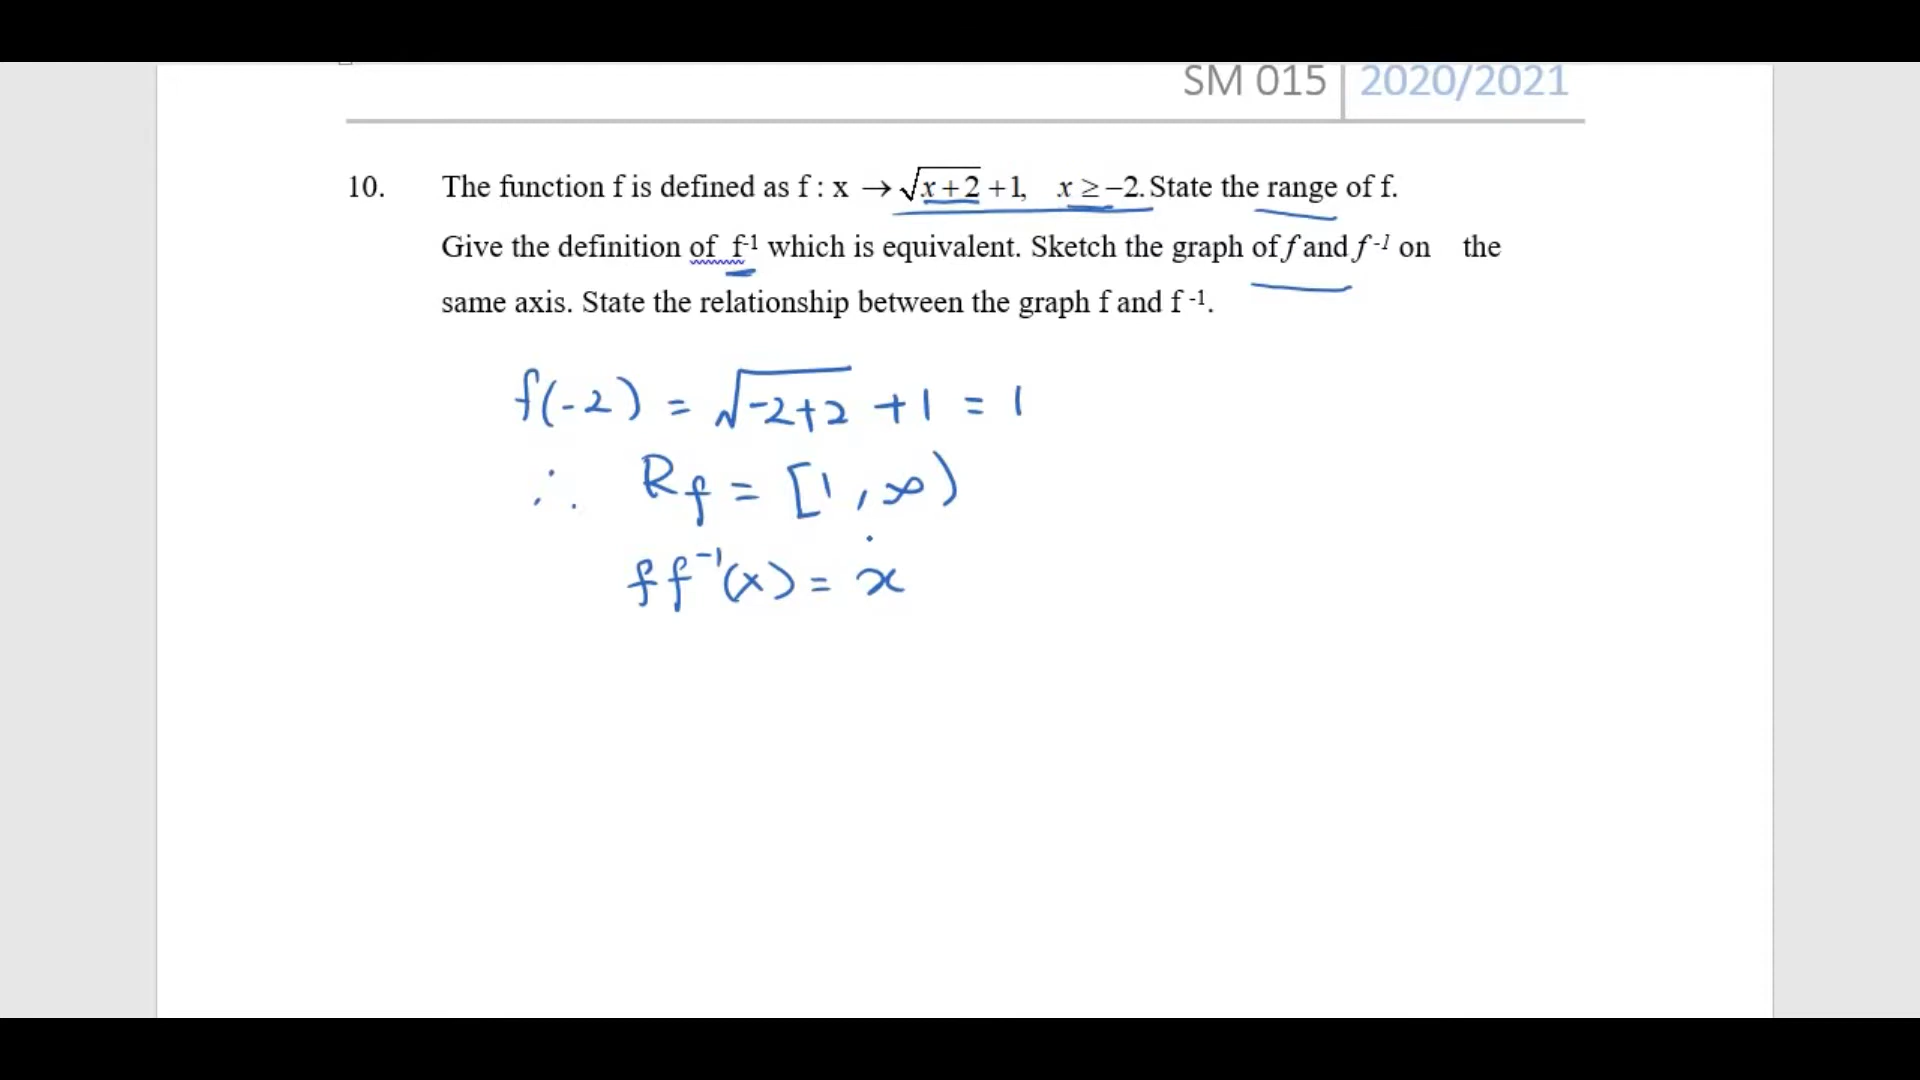 SM 015 | 2020/2021
10. The function f is defined as f : x → √(x+2) +1, x ≥ −2. State the range of f.
Give the definition of f-1 which is equivalent. Sketch the graph of f and f -1 on the
same axis. State the relationship between the graph f and f -1.
f(-2) = √(-2+2) + 1 = 1
∴ Rf = [1, ∞)
f f⁻¹(x) = x